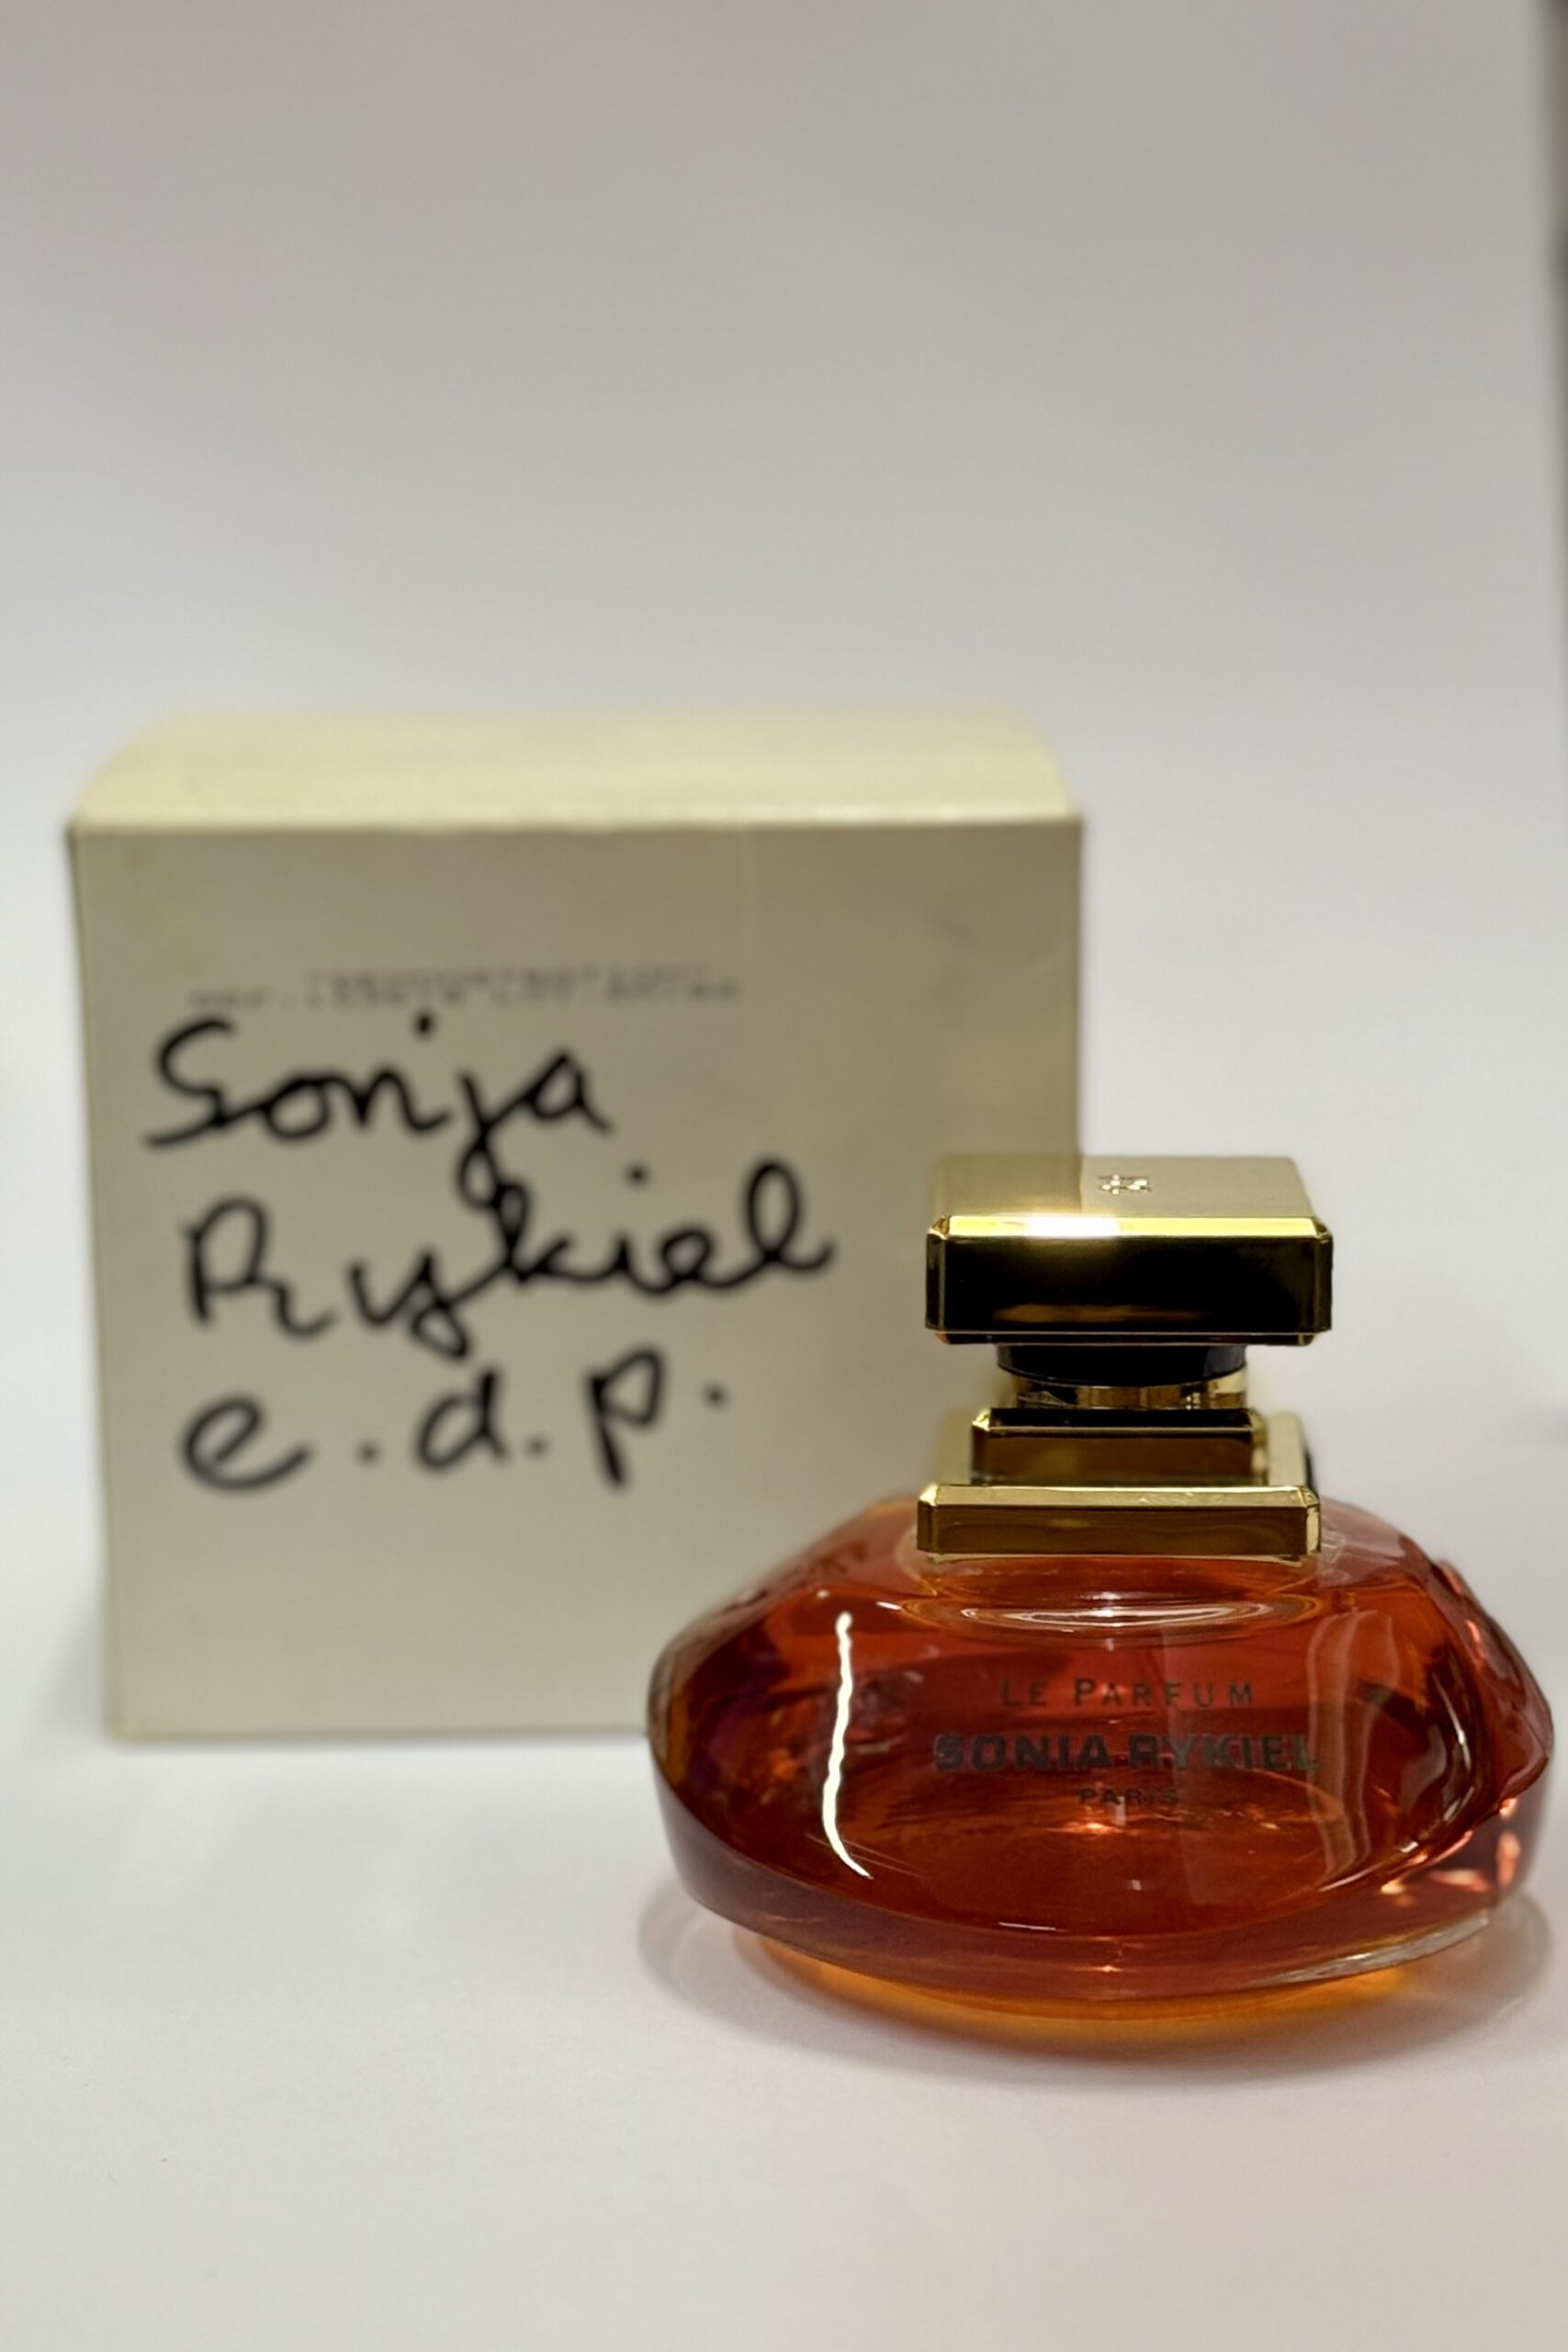 Sonja
Rykiel
e.d.p.
LE PARFUM
SONIA RYKIEL
PARIS